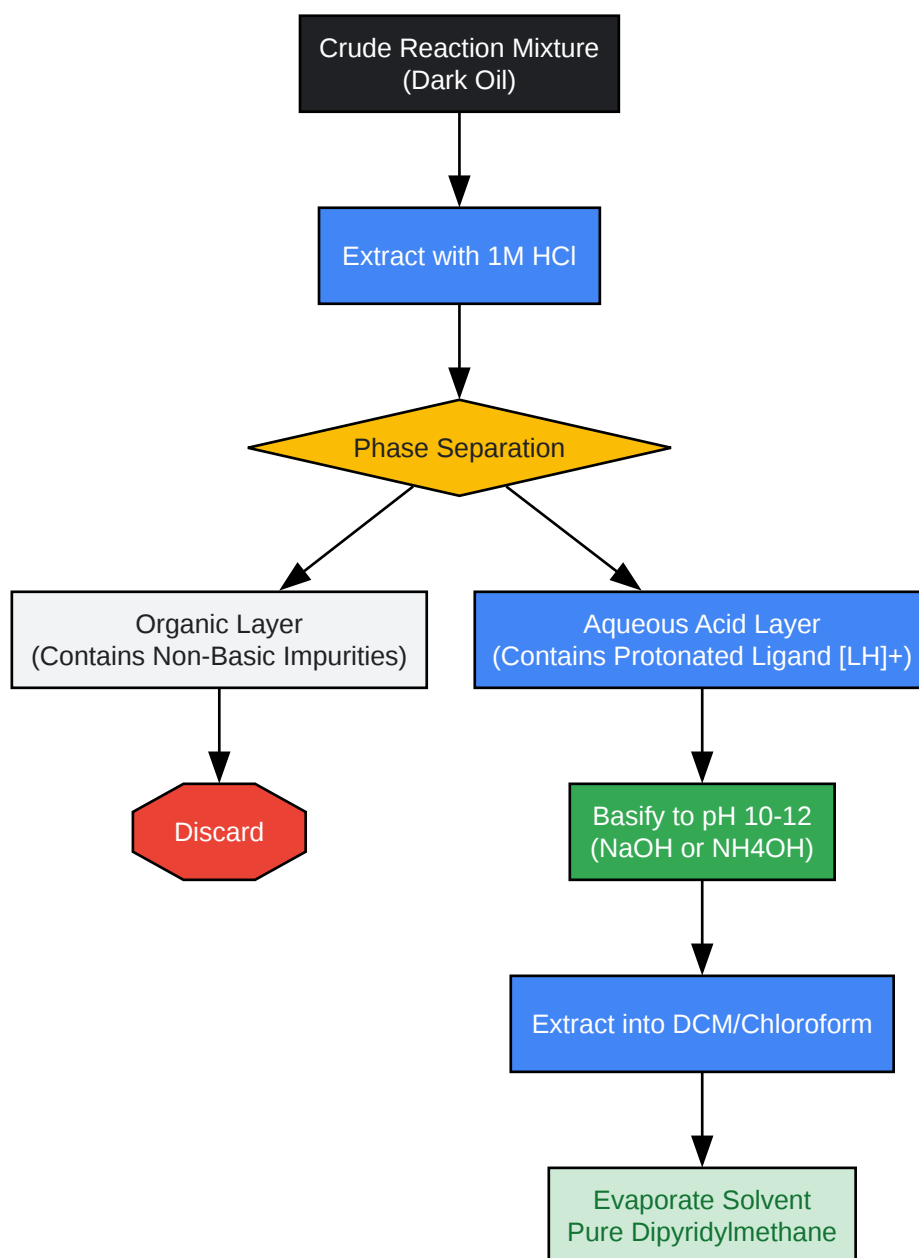 Crude Reaction Mixture
(Dark Oil)
Extract with 1M HCl
Phase Separation
Organic Layer
(Contains Non-Basic Impurities)
Aqueous Acid Layer
(Contains Protonated Ligand [LH]+)
Discard
Basify to pH 10-12
(NaOH or NH4OH)
Extract into DCM/Chloroform
Evaporate Solvent
Pure Dipyridylmethane